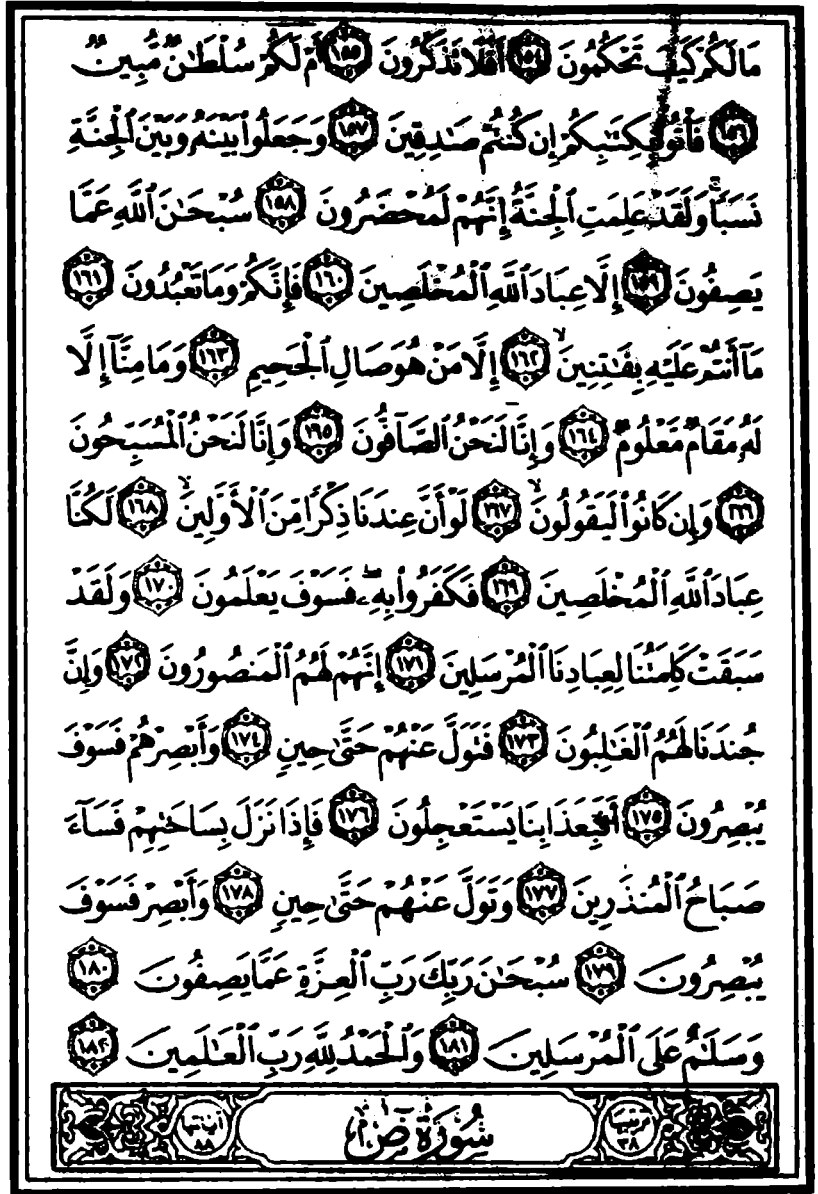 مَا لَكُمْ كَيْفَ تَحْكُمُونَ ١٥٤ أَفَلَا تَذَكَّرُونَ ١٥٥ أَمْ لَكُمْ سُلْطَٰنٌ مُّبِينٌ
١٥٦ فَأْتُوا۟ بِكِتَٰبِكُمْ إِن كُنتُمْ صَٰدِقِينَ ١٥٧ وَجَعَلُوا۟ بَيْنَهُۥ وَبَيْنَ ٱلْجِنَّةِ
نَسَبًاۚ وَلَقَدْ عَلِمَتِ ٱلْجِنَّةُ إِنَّهُمْ لَمُحْضَرُونَ ١٥٨ سُبْحَٰنَ ٱللَّهِ عَمَّا
يَصِفُونَ ١٥٩ إِلَّا عِبَادَ ٱللَّهِ ٱلْمُخْلَصِينَ ١٦٠ فَإِنَّكُمْ وَمَا تَعْبُدُونَ ١٦١
مَآ أَنتُمْ عَلَيْهِ بِفَٰتِنِينَ ١٦٢ إِلَّا مَنْ هُوَ صَالِ ٱلْجَحِيمِ ١٦٣ وَمَا مِنَّآ إِلَّا
لَهُۥ مَقَامٌ مَّعْلُومٌ ١٦٤ وَإِنَّا لَنَحْنُ ٱلصَّآفُّونَ ١٦٥ وَإِنَّا لَنَحْنُ ٱلْمُسَبِّحُونَ
١٦٦ وَإِن كَانُوا۟ لَيَقُولُونَ ١٦٧ لَوْ أَنَّ عِندَنَا ذِكْرًا مِّنَ ٱلْأَوَّلِينَ ١٦٨ لَكُنَّا
عِبَادَ ٱللَّهِ ٱلْمُخْلَصِينَ ١٦٩ فَكَفَرُوا۟ بِهِۦۖ فَسَوْفَ يَعْلَمُونَ ١٧٠ وَلَقَدْ
سَبَقَتْ كَلِمَتُنَا لِعِبَادِنَا ٱلْمُرْسَلِينَ ١٧١ إِنَّهُمْ لَهُمُ ٱلْمَنصُورُونَ ١٧٢ وَإِنَّ
جُندَنَا لَهُمُ ٱلْغَٰلِبُونَ ١٧٣ فَتَوَلَّ عَنْهُمْ حَتَّىٰ حِينٍ ١٧٤ وَأَبْصِرْهُمْ فَسَوْفَ
يُبْصِرُونَ ١٧٥ أَفَبِعَذَابِنَا يَسْتَعْجِلُونَ ١٧٦ فَإِذَا نَزَلَ بِسَاحَتِهِمْ فَسَآءَ
صَبَاحُ ٱلْمُنذَرِينَ ١٧٧ وَتَوَلَّ عَنْهُمْ حَتَّىٰ حِينٍ ١٧٨ وَأَبْصِرْ فَسَوْفَ
يُبْصِرُونَ ١٧٩ سُبْحَٰنَ رَبِّكَ رَبِّ ٱلْعِزَّةِ عَمَّا يَصِفُونَ ١٨٠
وَسَلَٰمٌ عَلَى ٱلْمُرْسَلِينَ ١٨١ وَٱلْحَمْدُ لِلَّهِ رَبِّ ٱلْعَٰلَمِينَ ١٨٢
ترتيبها ٣٨ سُورَةُ صٓ آياتها ٨٨